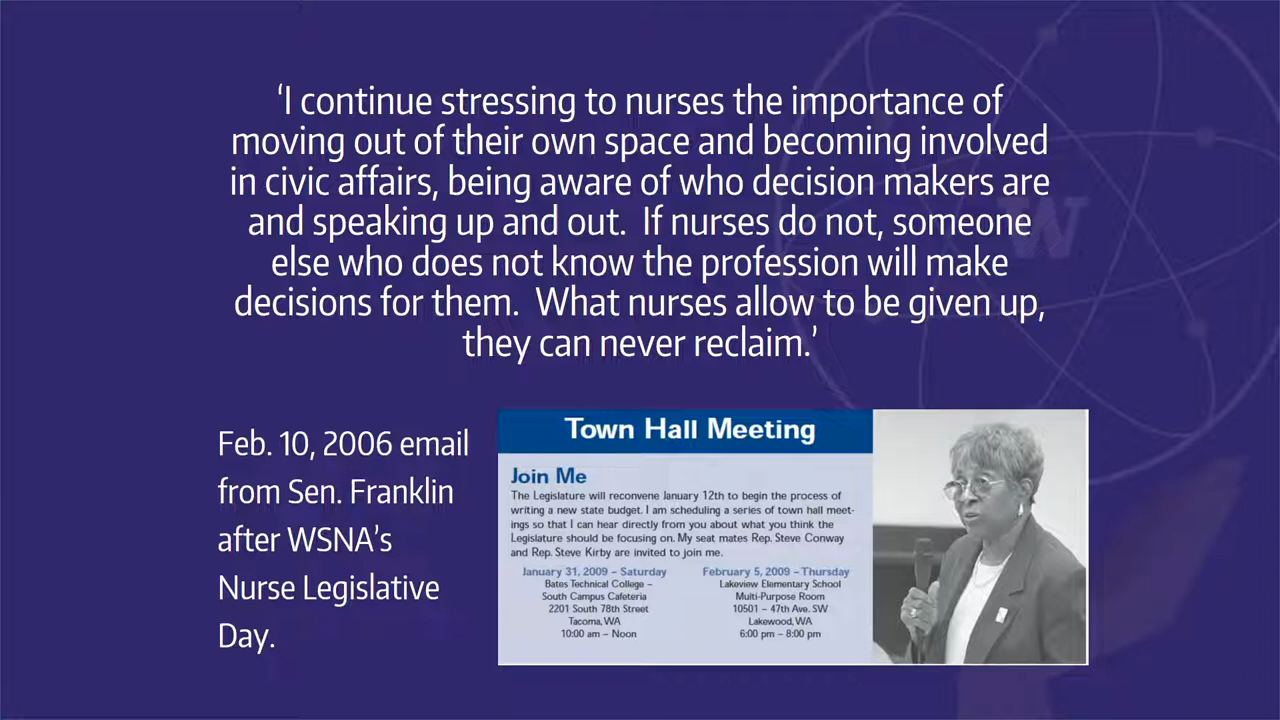 ‘I continue stressing to nurses the importance of
moving out of their own space and becoming involved
in civic affairs, being aware of who decision makers are
and speaking up and out.  If nurses do not, someone
else who does not know the profession will make
decisions for them.  What nurses allow to be given up,
they can never reclaim.’
Feb. 10, 2006 email
from Sen. Franklin
after WSNA’s
Nurse Legislative
Day.
Town Hall Meeting
Join Me
The Legislature will reconvene January 12th to begin the process of
writing a new state budget. I am scheduling a series of town hall meet-
ings so that I can hear directly from you about what you think the
Legislature should be focusing on. My seat mates Rep. Steve Conway
and Rep. Steve Kirby are invited to join me.
January 31, 2009 – Saturday
Bates Technical College –
South Campus Cafeteria
2201 South 78th Street
Tacoma, WA
10:00 am – Noon
February 5, 2009 – Thursday
Lakeview Elementary School
Multi-Purpose Room
10501 – 47th Ave. SW
Lakewood, WA
6:00 pm – 8:00 pm
W